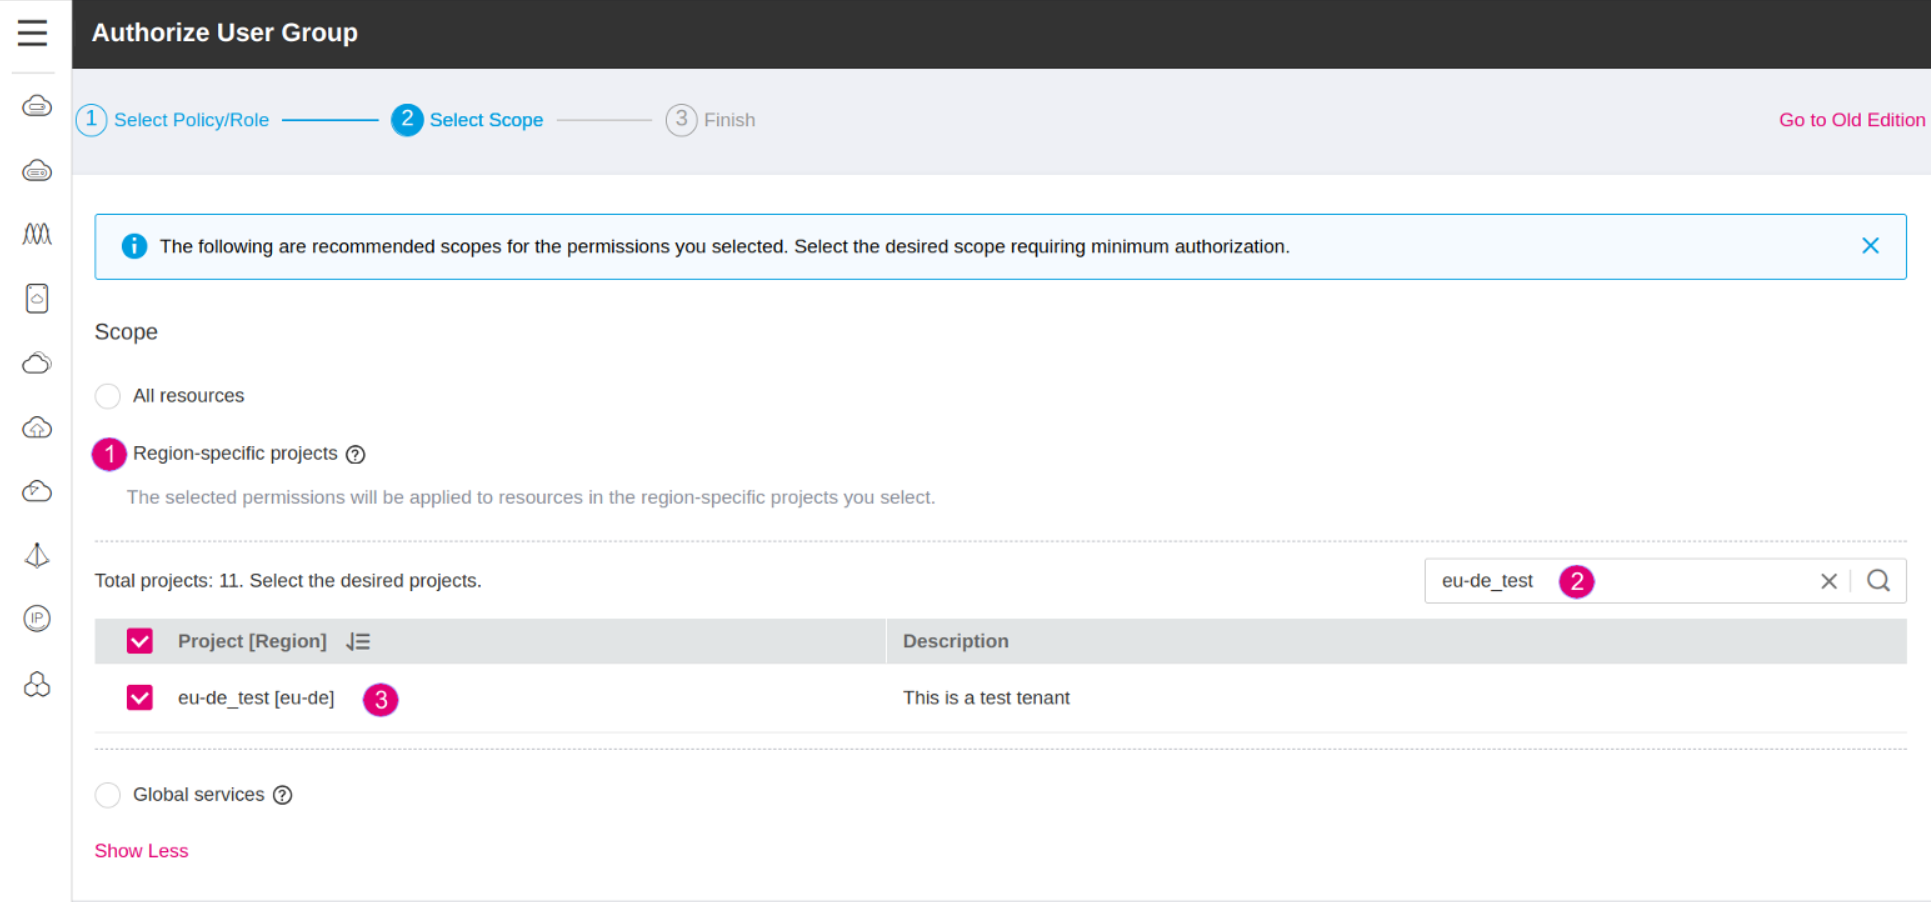 Authorize User Group
1 Select Policy/Role 2 Select Scope 3 Finish Go to Old Edition
The following are recommended scopes for the permissions you selected. Select the desired scope requiring minimum authorization.
Scope
All resources
1 Region-specific projects ?
The selected permissions will be applied to resources in the region-specific projects you select.
Total projects: 11. Select the desired projects. eu-de_test 2
Project [Region] Description
eu-de_test [eu-de] 3 This is a test tenant
IP
Global services ?
Show Less